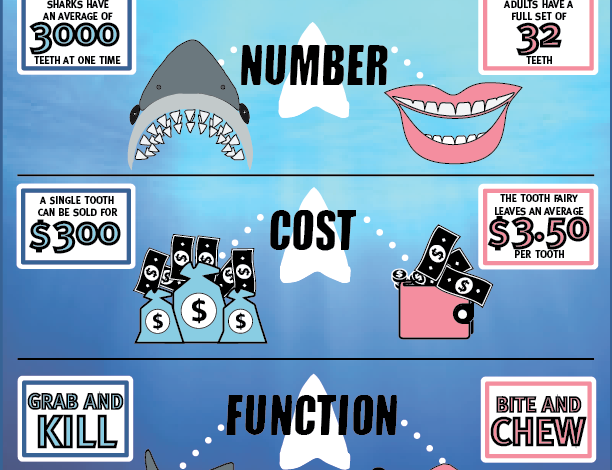 SHARKS HAVE
AN AVERAGE OF
3000
TEETH AT ONE TIME
NUMBER
ADULTS HAVE A
FULL SET OF
32
TEETH
A SINGLE TOOTH
CAN BE SOLD FOR
$300
COST
THE TOOTH FAIRY
LEAVES AN AVERAGE
$3.50
PER TOOTH
$ $ $ $
$ $ $
$ $ $
$ $
GRAB AND
KILL
FUNCTION
BITE AND
CHEW